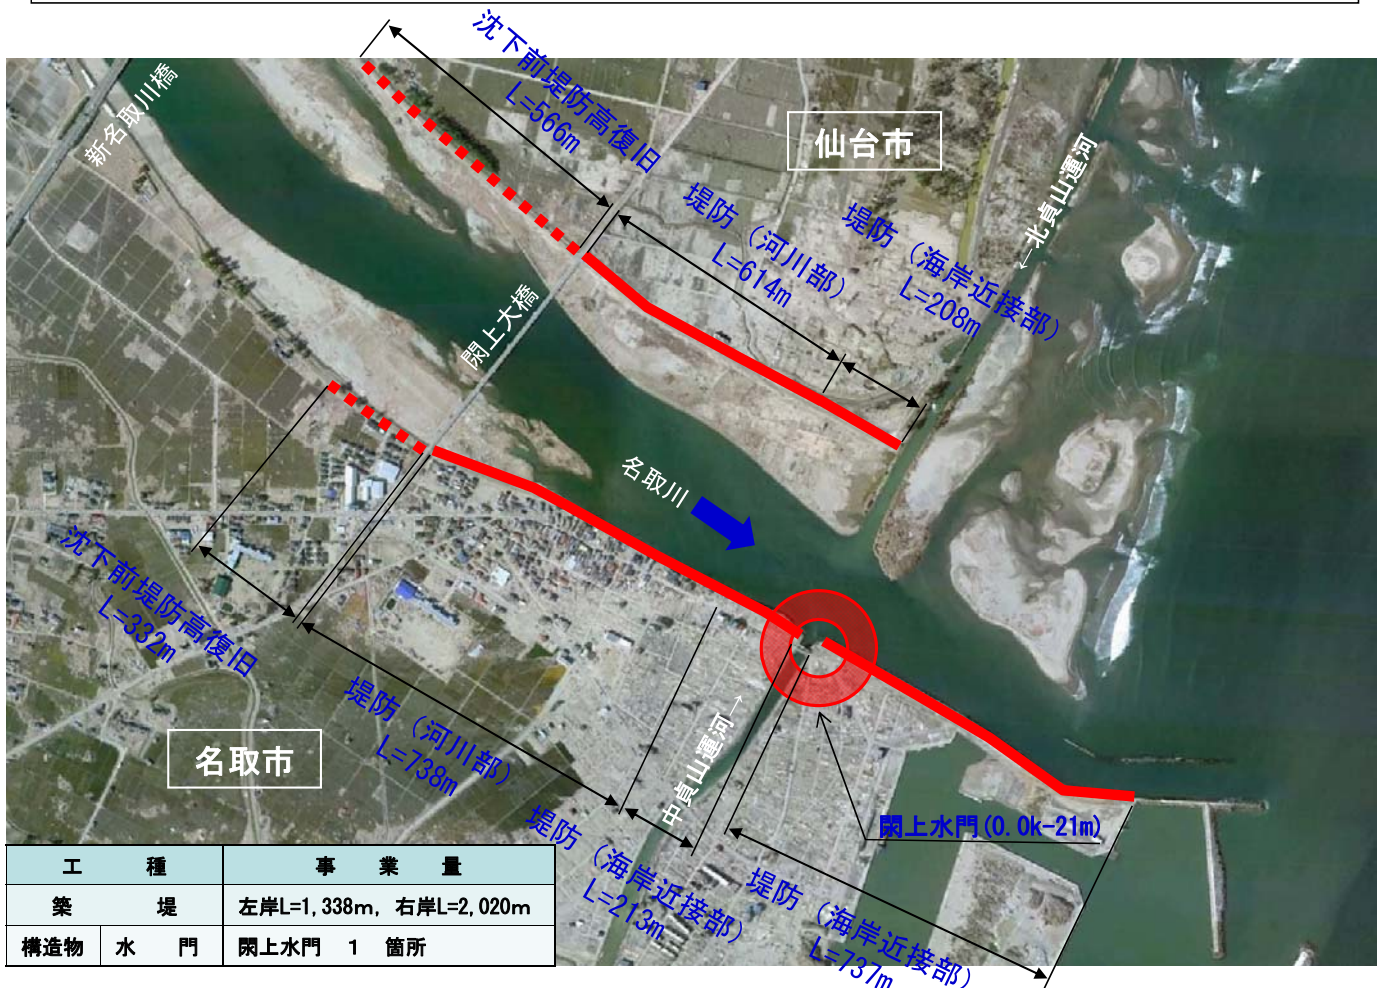 沈下前堤防高復旧
L=566m
新名取川橋
仙台市
←北貞山運河
堤防（河川部）
L=614m
堤防（海岸近接部）
L=208m
閖上大橋
名取川
沈下前堤防高復旧
L=332m
堤防（河川部）
L=738m
名取市
中貞山運河→
閖上水門(0.0k-21m)
堤防（海岸近接部）
L=213m
堤防（海岸近接部）
L=737m
工　種　事　業　量
築　堤　左岸L=1,338m, 右岸L=2,020m
構造物　水　門　閖上水門　1　箇所